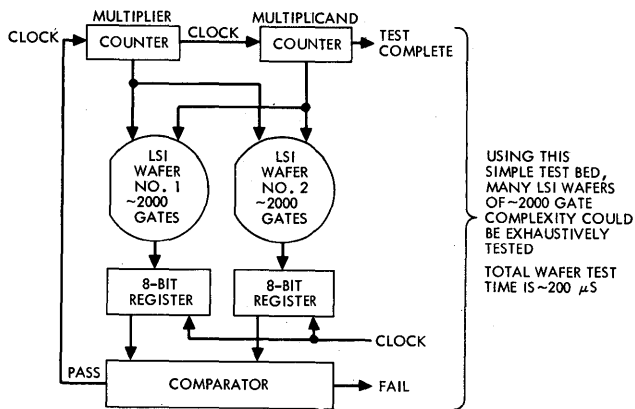 MULTIPLIER
MULTIPLICAND
CLOCK
COUNTER
CLOCK
COUNTER
TEST
COMPLETE
LSI
WAFER
NO. 1
~2000
GATES
LSI
WAFER
NO. 2
~2000
GATES
USING THIS
SIMPLE TEST BED,
MANY LSI WAFERS
OF ~2000 GATE
COMPLEXITY COULD
BE EXHAUSTIVELY
TESTED
TOTAL WAFER TEST
TIME IS ~200 μS
8-BIT
REGISTER
8-BIT
REGISTER
CLOCK
PASS
COMPARATOR
FAIL